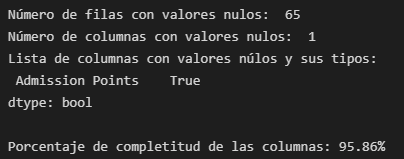 Número de filas con valores nulos:  65
Número de columnas con valores nulos:  1
Lista de columnas con valores núlos y sus tipos:
 Admission Points    True
dtype: bool
Porcentaje de completitud de las columnas: 95.86%